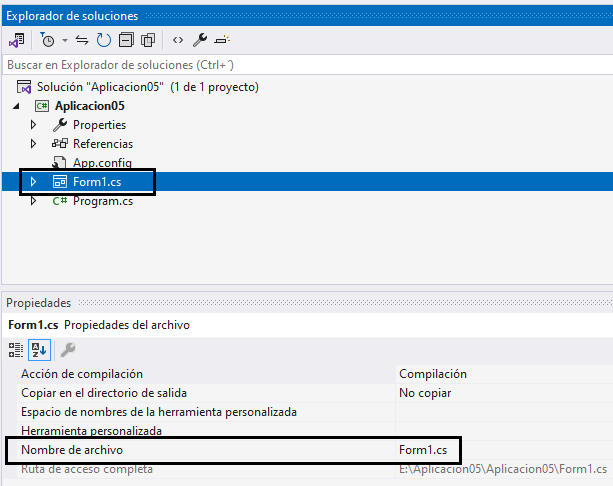 Explorador de soluciones
Buscar en Explorador de soluciones (Ctrl+´)
Solución "Aplicacion05" (1 de 1 proyecto)
C# Aplicacion05
Properties
Referencias
App.config
Form1.cs
C# Program.cs
Propiedades
Form1.cs Propiedades del archivo
Acción de compilación Compilación
Copiar en el directorio de salida No copiar
Espacio de nombres de la herramienta personalizada
Herramienta personalizada
Nombre de archivo Form1.cs
Ruta de acceso completa E:\Aplicacion05\Aplicacion05\Form1.cs